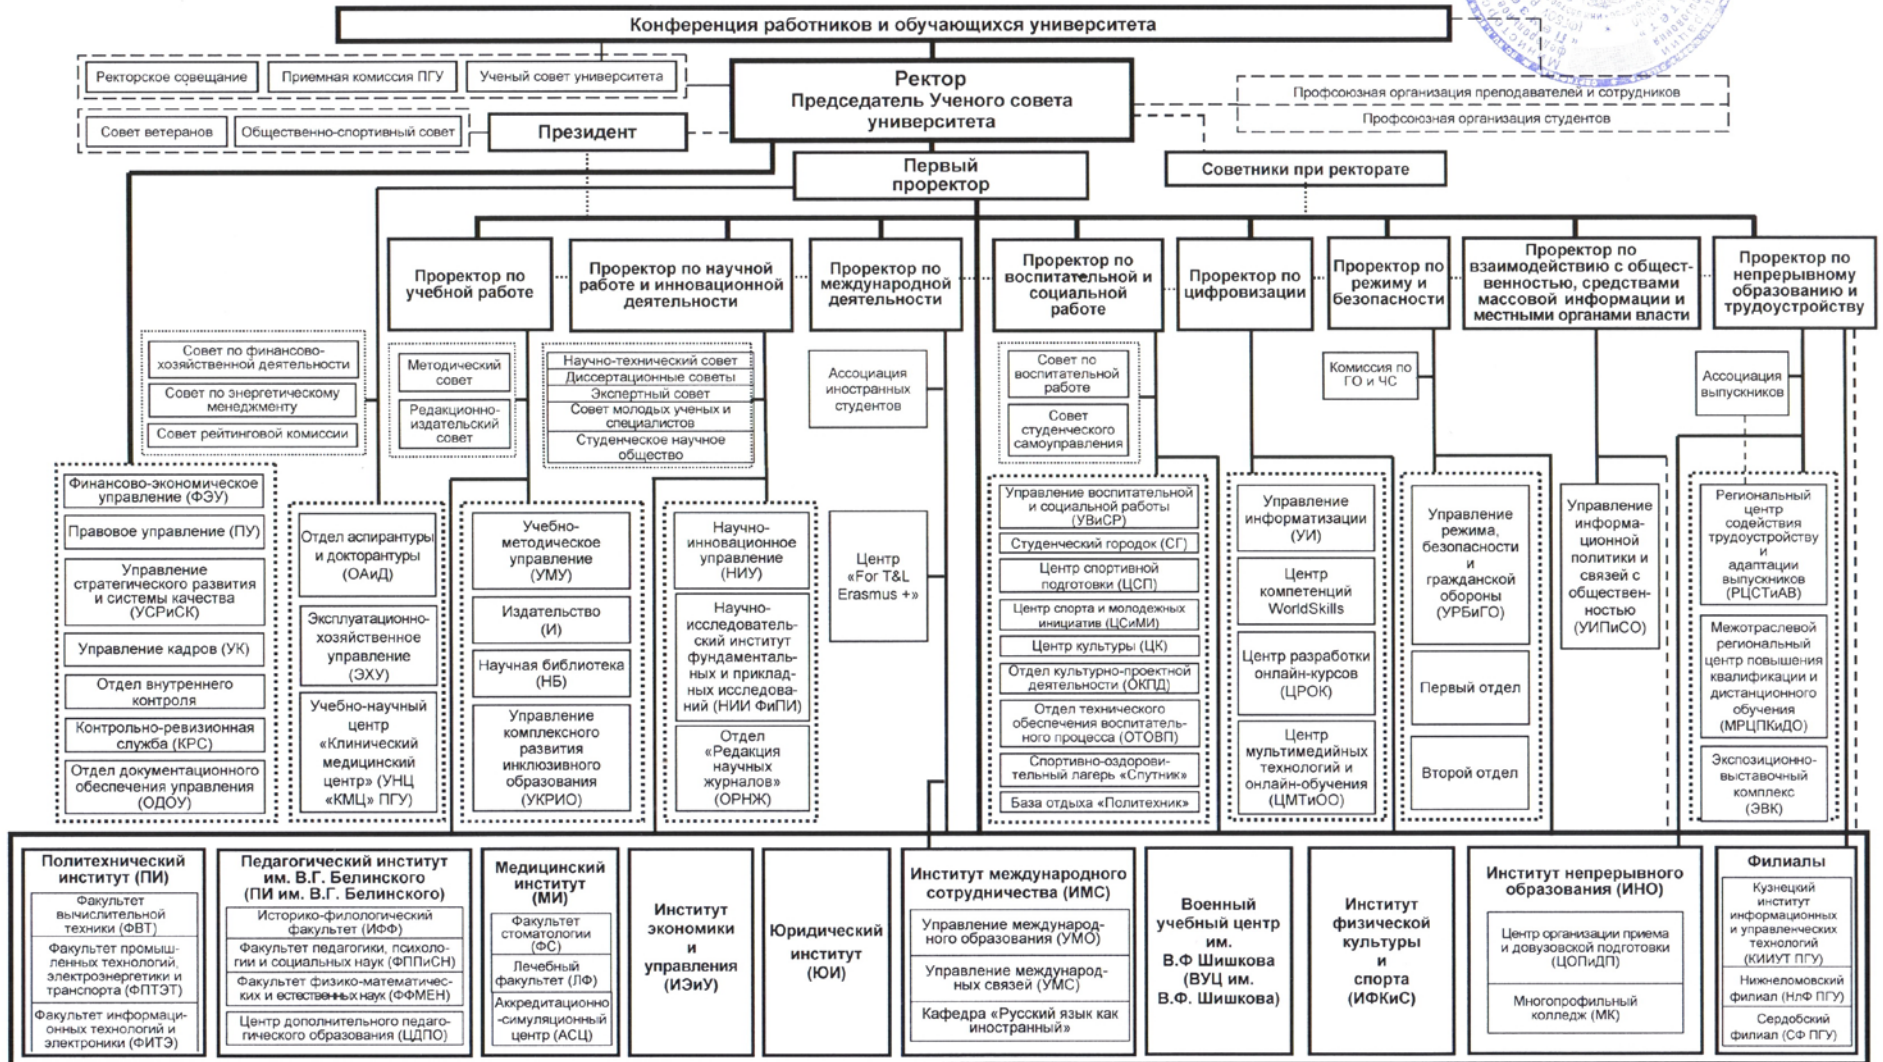 Конференция работников и обучающихся университета
Ректорское совещание
Приемная комиссия ПГУ
Ученый совет университета
Ректор
Председатель Ученого совета
университета
Профсоюзная организация преподавателей и сотрудников
Профсоюзная организация студентов
Совет ветеранов
Общественно-спортивный совет
Президент
Первый
проректор
Советники при ректорате
Проректор по
учебной работе
Проректор по научной
работе и инновационной
деятельности
Проректор по
международной
деятельности
Проректор по
воспитательной и
социальной
работе
Проректор по
цифровизации
Проректор по
режиму и
безопасности
Проректор по
взаимодействию с общест-
венностью, средствами
массовой информации и
местными органами власти
Проректор по
непрерывному
образованию и
трудоустройству
Совет по финансово-
хозяйственной деятельности
Совет по энергетическому
менеджменту
Совет рейтинговой комиссии
Методический
совет
Редакционно-
издательский
совет
Научно-технический совет
Диссертационные советы
Экспертный совет
Совет молодых ученых и
специалистов
Студенческое научное
общество
Ассоциация
иностранных
студентов
Совет по
воспитательной
работе
Совет
студенческого
самоуправления
Комиссия по
ГО и ЧС
Ассоциация
выпускников
Финансово-экономическое
управление (ФЭУ)
Правовое управление (ПУ)
Управление
стратегического развития
и системы качества
(УСРиСК)
Управление кадров (УК)
Отдел внутреннего
контроля
Контрольно-ревизионная
служба (КРС)
Отдел документационного
обеспечения управления
(ОДОУ)
Отдел аспирантуры
и докторантуры
(ОАиД)
Эксплуатационно-
хозяйственное
управление
(ЭХУ)
Учебно-научный
центр
«Клинический
медицинский
центр» (УНЦ
«КМЦ» ПГУ)
Учебно-
методическое
управление
(УМУ)
Издательство
(И)
Научная библиотека
(НБ)
Управление
комплексного
развития
инклюзивного
образования
(УКРИО)
Научно-
инновационное
управление
(НИУ)
Научно-
исследователь-
ский институт
фундаменталь-
ных и приклад-
ных исследова-
ний (НИИ ФиПИ)
Отдел
«Редакция
научных
журналов»
(ОРНЖ)
Центр
«For T&L
Erasmus +»
Управление воспитательной
и социальной работы
(УВиСР)
Студенческий городок (СГ)
Центр спортивной
подготовки (ЦСП)
Центр спорта и молодежных
инициатив (ЦСиМИ)
Центр культуры (ЦК)
Отдел культурно-проектной
деятельности (ОКПД)
Отдел технического
обеспечения воспитатель-
ного процесса (ОТОВП)
Спортивно-оздорови-
тельный лагерь «Спутник»
База отдыха «Политехник»
Управление
информатизации
(УИ)
Центр
компетенций
WorldSkills
Центр разработки
онлайн-курсов
(ЦРОК)
Центр
мультимедийных
технологий и
онлайн-обучения
(ЦМТиОО)
Управление
режима,
безопасности
и
гражданской
обороны
(УРБиГО)
Первый отдел
Второй отдел
Управление
информа-
ционной
политики и
связей с
обществен-
ностью
(УИПиСО)
Региональный
центр
содействия
трудоустройству
и
адаптации
выпускников
(РЦСТиАВ)
Межотраслевой
региональный
центр повышения
квалификации и
дистанционного
обучения
(МРЦПКиДО)
Экспозиционно-
выставочный
комплекс
(ЭВК)
Политехнический
институт (ПИ)
Факультет
вычислительной
техники (ФВТ)
Факультет промыш-
ленных технологий,
электроэнергетики и
транспорта (ФПТЭТ)
Факультет информаци-
онных технологий и
электроники (ФИТЭ)
Педагогический институт
им. В.Г. Белинского
(ПИ им. В.Г. Белинского)
Историко-филологический
факультет (ИФФ)
Факультет педагогики, психоло-
гии и социальных наук (ФППиСН)
Факультет физико-математичес-
ких и естественных наук (ФФМЕН)
Центр дополнительного педаго-
гического образования (ЦДПО)
Медицинский
институт
(МИ)
Факультет
стоматологии
(ФС)
Лечебный
факультет (ЛФ)
Аккредитационно
-симуляционный
центр (АСЦ)
Институт
экономики
и
управления
(ИЭиУ)
Юридический
институт
(ЮИ)
Институт международного
сотрудничества (ИМС)
Управление международ-
ного образования (УМО)
Управление международ-
ных связей (УМС)
Кафедра «Русский язык как
иностранный»
Военный
учебный центр
им.
В.Ф Шишкова
(ВУЦ им.
В.Ф. Шишкова)
Институт
физической
культуры
и
спорта
(ИФКиС)
Институт непрерывного
образования (ИНО)
Центр организации приема
и довузовской подготовки
(ЦОПиДП)
Многопрофильный
колледж (МК)
Филиалы
Кузнецкий
институт
информационных
и управленческих
технологий
(КИИУТ ПГУ)
Нижнеломовский
филиал (НлФ ПГУ)
Сердобский
филиал (СФ ПГУ)